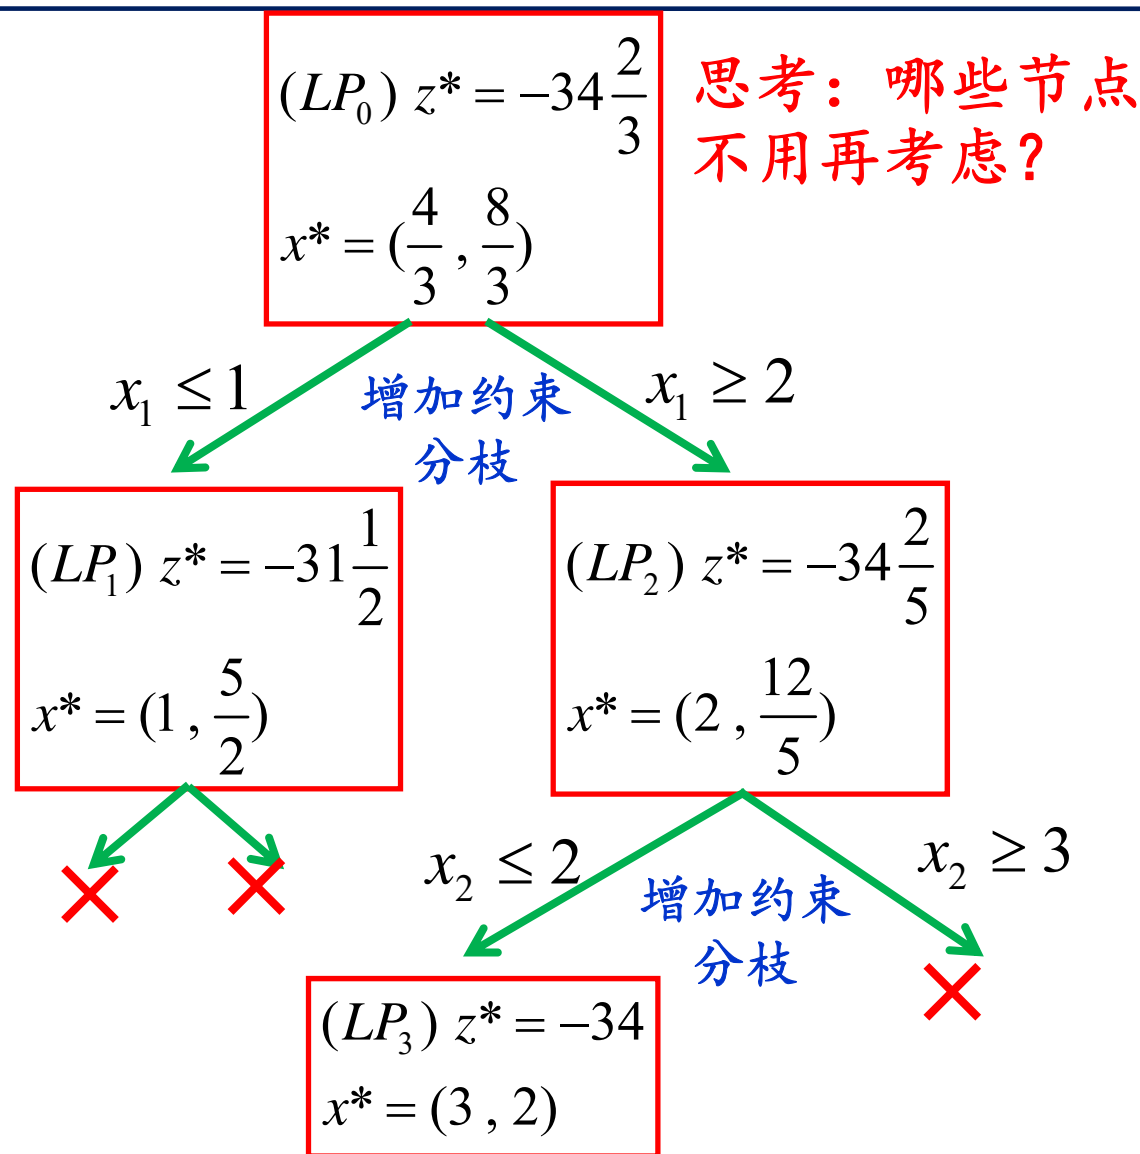 (LP₀) z* = −34 2/3
x* = (4/3 , 8/3)
思考：哪些节点
不用再考虑？
x₁ ≤ 1
增加约束
分枝
x₁ ≥ 2
(LP₁) z* = −31 1/2
x* = (1 , 5/2)
(LP₂) z* = −34 2/5
x* = (2 , 12/5)
x₂ ≤ 2
增加约束
分枝
x₂ ≥ 3
(LP₃) z* = −34
x* = (3 , 2)